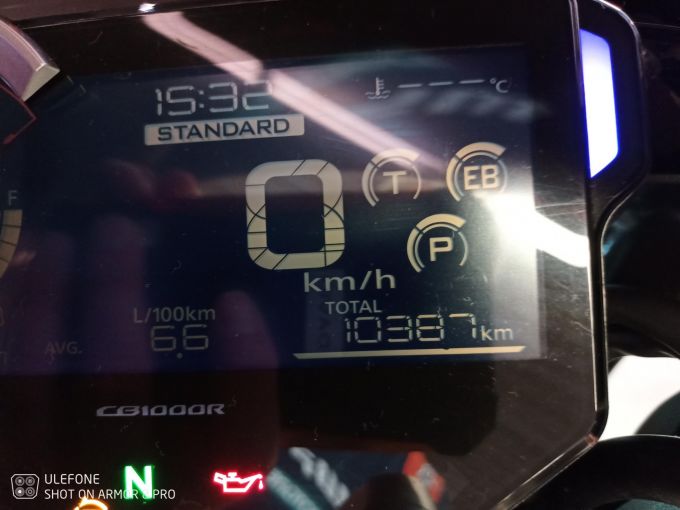 15:32
---°C
STANDARD
F
T
EB
0
P
km/h
L/100km
TOTAL
AVG.
6.6
10387 km
CB1000R
N
ULEFONE
SHOT ON ARMOR 8 PRO